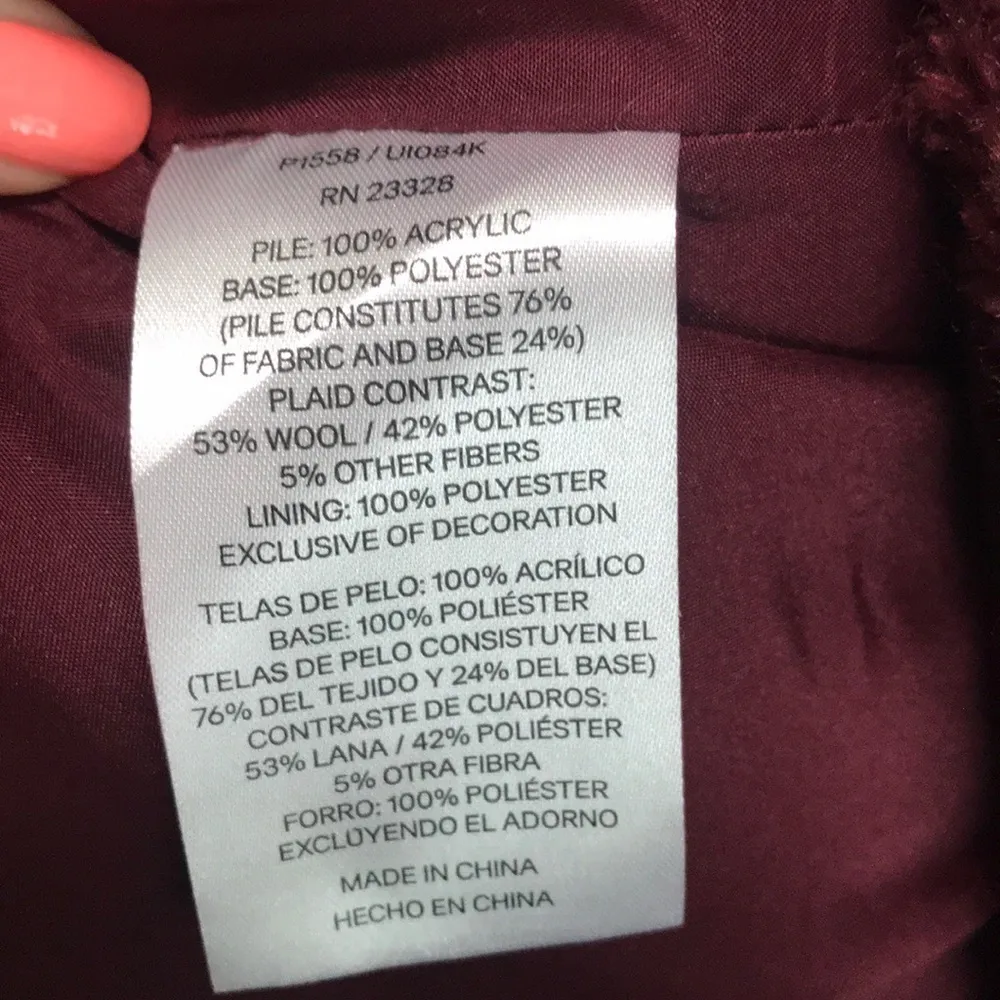 P1558 / U1084K
RN 23328
PILE: 100% ACRYLIC
BASE: 100% POLYESTER
(PILE CONSTITUTES 76%
OF FABRIC AND BASE 24%)
PLAID CONTRAST:
53% WOOL / 42% POLYESTER
5% OTHER FIBERS
LINING: 100% POLYESTER
EXCLUSIVE OF DECORATION
TELAS DE PELO: 100% ACRÍLICO
BASE: 100% POLIÉSTER
(TELAS DE PELO CONSISTUYEN EL
76% DEL TEJIDO Y 24% DEL BASE)
CONTRASTE DE CUADROS:
53% LANA / 42% POLIÉSTER
5% OTRA FIBRA
FORRO: 100% POLIÉSTER
EXCLUYENDO EL ADORNO
MADE IN CHINA
HECHO EN CHINA